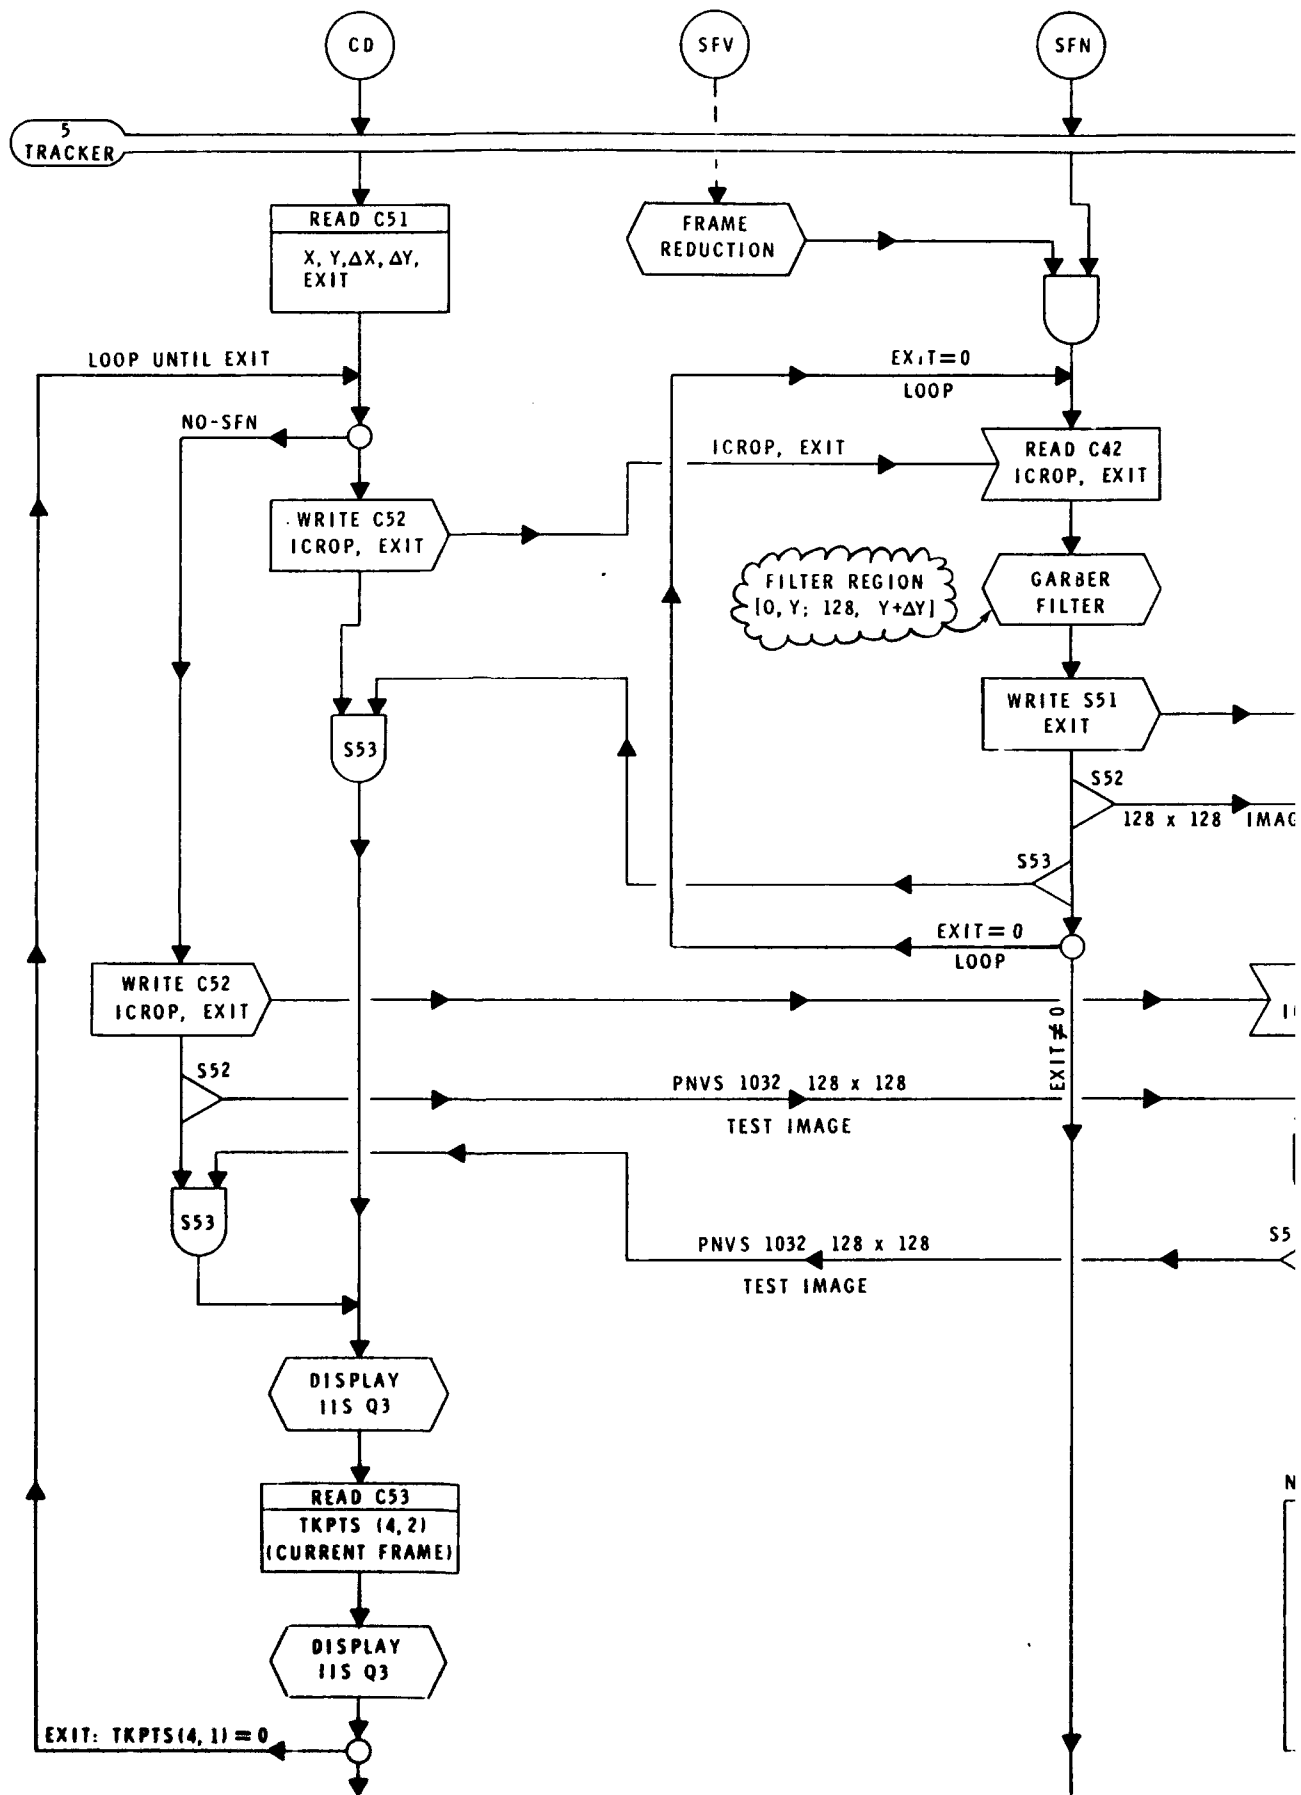 CD
SFV
SFN
5
TRACKER
READ C51
X, Y, ΔX, ΔY,
EXIT
FRAME
REDUCTION
LOOP UNTIL EXIT
EXIT=0
LOOP
NO-SFN
ICROP, EXIT
READ C42
ICROP, EXIT
WRITE C52
ICROP, EXIT
FILTER REGION
[0, Y; 128, Y+ΔY]
GARBER
FILTER
WRITE S51
EXIT
S53
S52
128 x 128 IMAG
S53
EXIT=0
LOOP
WRITE C52
ICROP, EXIT
EXIT≠0
S52
PNVS 1032 128 x 128
TEST IMAGE
S53
PNVS 1032 128 x 128
TEST IMAGE
S5
DISPLAY
IIS Q3
READ C53
TKPTS (4,2)
(CURRENT FRAME)
N
DISPLAY
IIS Q3
EXIT: TKPTS(4,1)=0